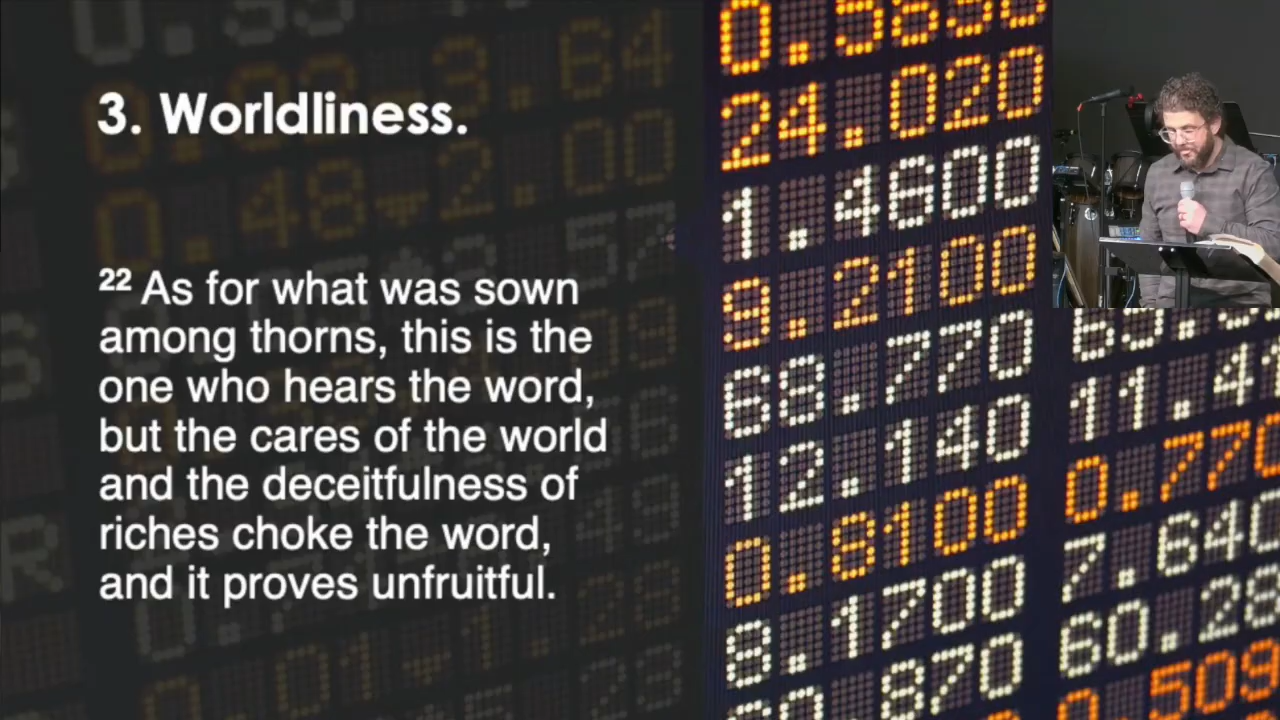 3. Worldliness.
22 As for what was sown
among thorns, this is the
one who hears the word,
but the cares of the world
and the deceitfulness of
riches choke the word,
and it proves unfruitful.
24.020
1.4600
9.2100
68.770
12.140
0.8100
8.1700
870
11.41
0.770
7.640
60.28
509